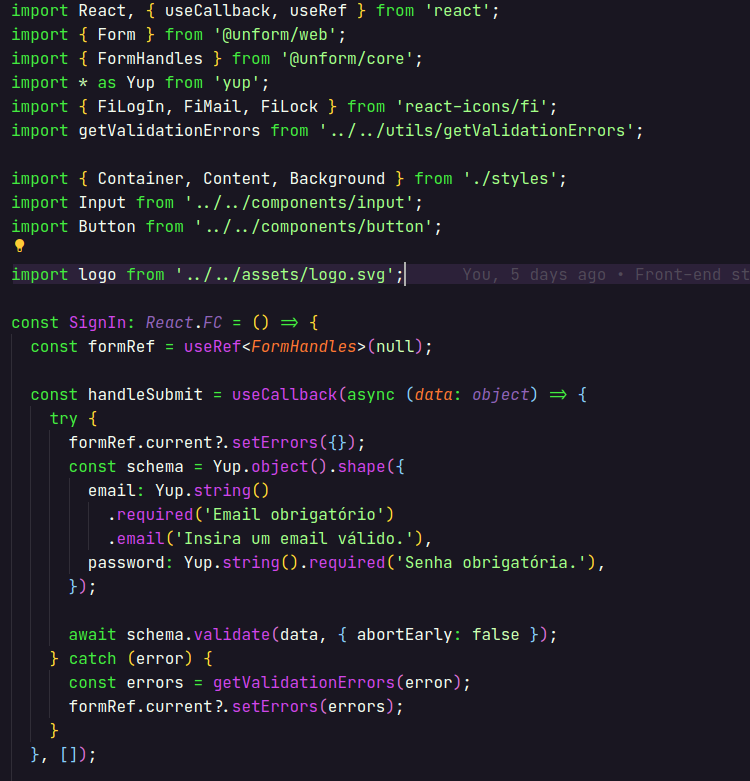 import React, { useCallback, useRef } from 'react';
import { Form } from '@unform/web';
import { FormHandles } from '@unform/core';
import * as Yup from 'yup';
import { FiLogIn, FiMail, FiLock } from 'react-icons/fi';
import getValidationErrors from '../../utils/getValidationErrors';
import { Container, Content, Background } from './styles';
import Input from '../../components/input';
import Button from '../../components/button';
import logo from '../../assets/logo.svg'; You, 5 days ago • Front-end st
const SignIn: React.FC = () => {
const formRef = useRef<FormHandles>(null);
const handleSubmit = useCallback(async (data: object) => {
try {
formRef.current?.setErrors({});
const schema = Yup.object().shape({
email: Yup.string()
.required('Email obrigatório')
.email('Insira um email válido.'),
password: Yup.string().required('Senha obrigatória.'),
});
await schema.validate(data, { abortEarly: false });
} catch (error) {
const errors = getValidationErrors(error);
formRef.current?.setErrors(errors);
}
}, []);